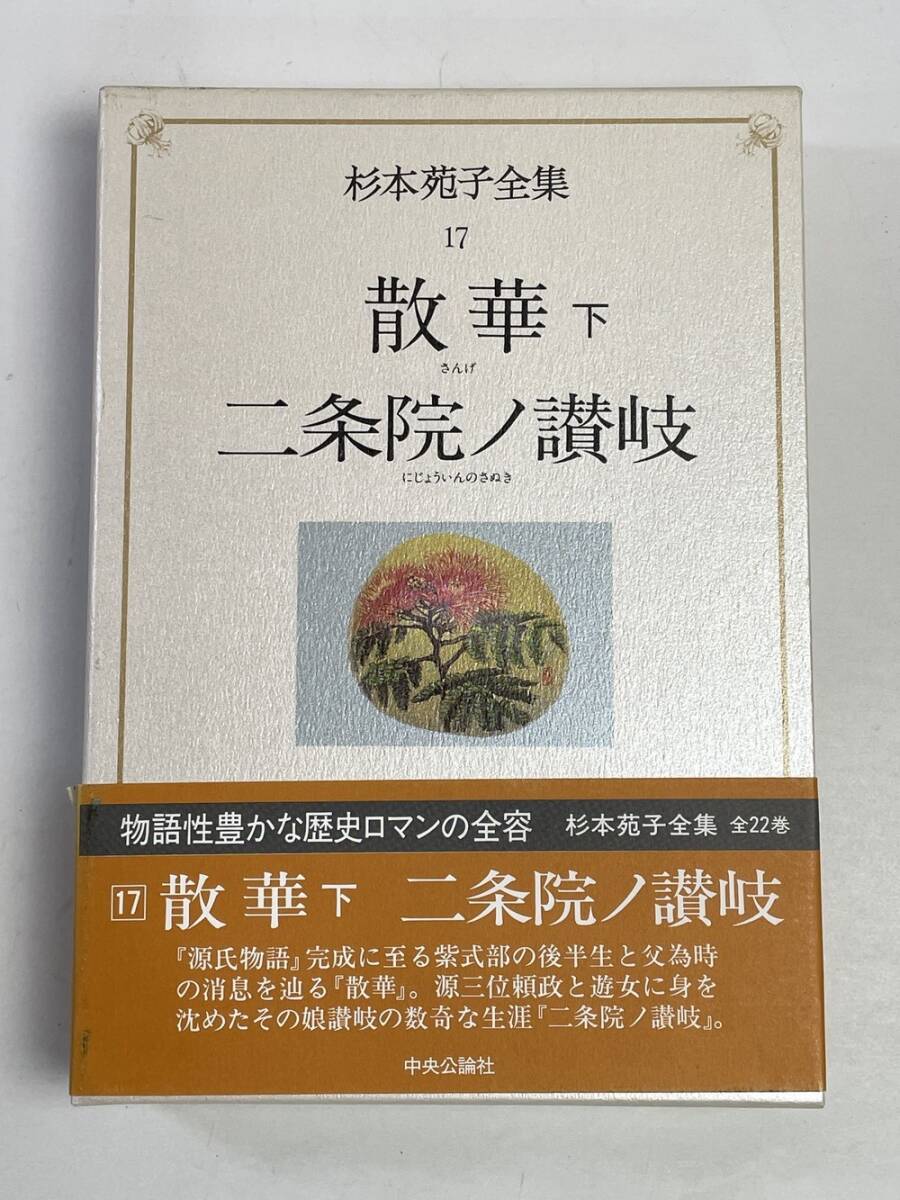 杉本苑子全集
17
散華 下
さんげ
二条院ノ讃岐
にじょういんのさぬき
物語性豊かな歴史ロマンの全容 杉本苑子全集 全22巻
17 散華 下 二条院ノ讃岐
『源氏物語』完成に至る紫式部の後半生と父為時
の消息を辿る『散華』。源三位頼政と遊女に身を
沈めたその娘讃岐の数奇な生涯『二条院ノ讃岐』。
中央公論社